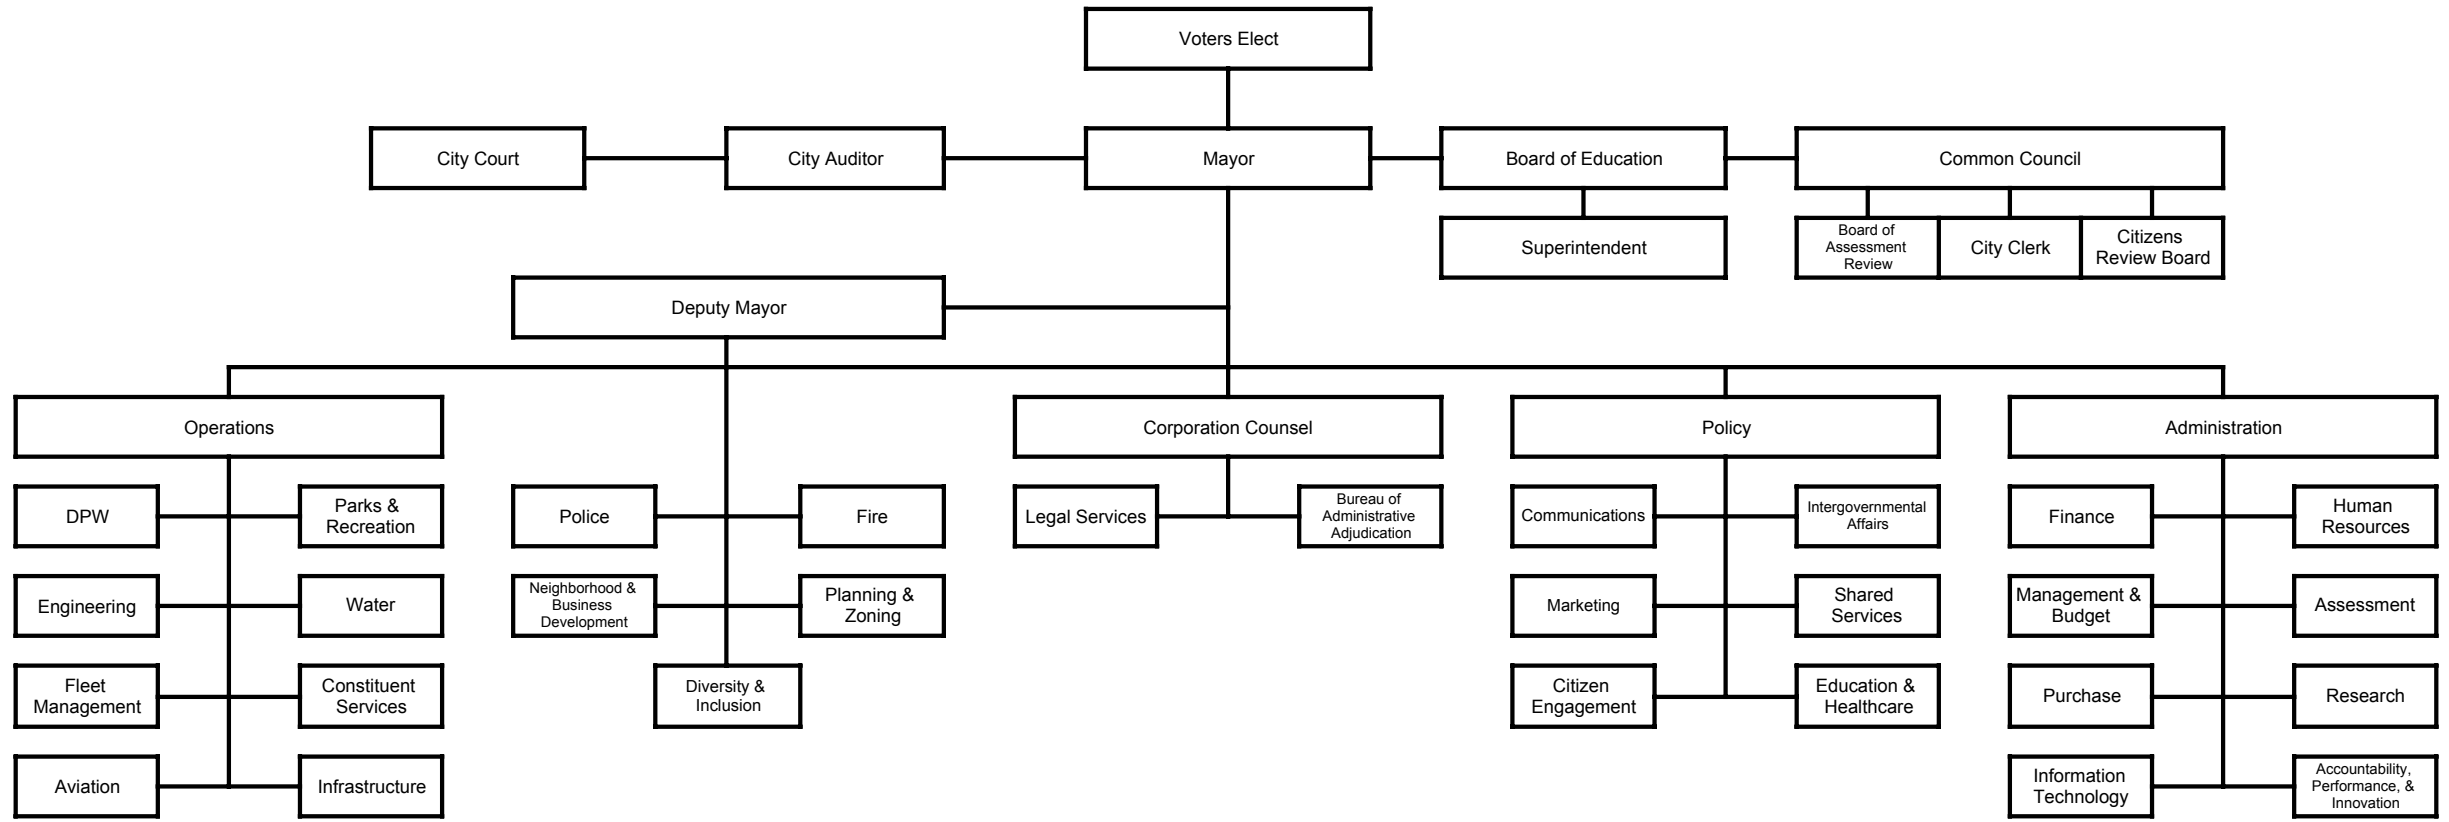 Voters Elect
City Court
City Auditor
Mayor
Board of Education
Common Council
Superintendent
Board of
Assessment
Review
City Clerk
Citizens
Review Board
Deputy Mayor
Operations
Corporation Counsel
Policy
Administration
DPW
Parks &
Recreation
Police
Fire
Legal Services
Bureau of
Administrative
Adjudication
Communications
Intergovernmental
Affairs
Finance
Human
Resources
Engineering
Water
Neighborhood &
Business
Development
Planning &
Zoning
Marketing
Shared
Services
Management &
Budget
Assessment
Fleet
Management
Constituent
Services
Diversity &
Inclusion
Citizen
Engagement
Education &
Healthcare
Purchase
Research
Aviation
Infrastructure
Information
Technology
Accountability,
Performance, &
Innovation